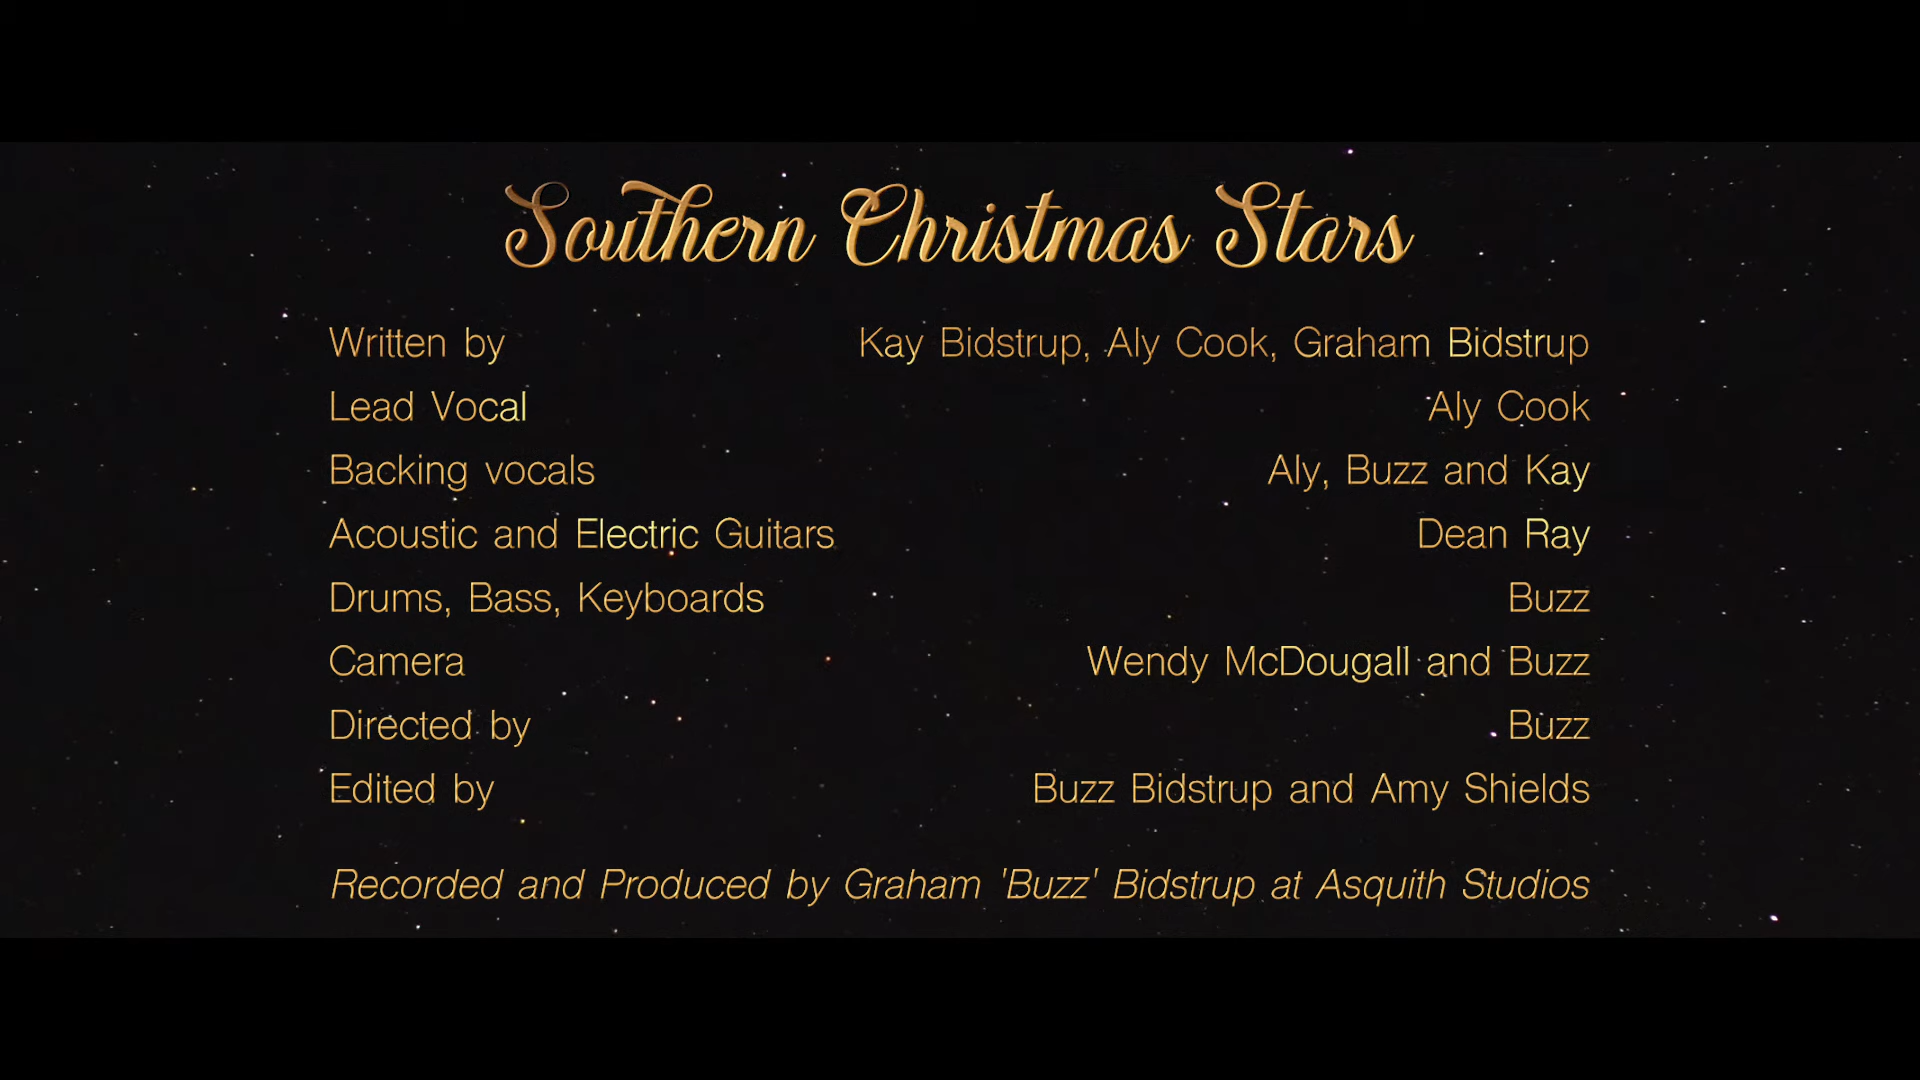 Southern Christmas Stars
Written by Kay Bidstrup, Aly Cook, Graham Bidstrup
Lead Vocal Aly Cook
Backing vocals Aly, Buzz and Kay
Acoustic and Electric Guitars Dean Ray
Drums, Bass, Keyboards Buzz
Camera Wendy McDougall and Buzz
Directed by Buzz
Edited by Buzz Bidstrup and Amy Shields
Recorded and Produced by Graham 'Buzz' Bidstrup at Asquith Studios